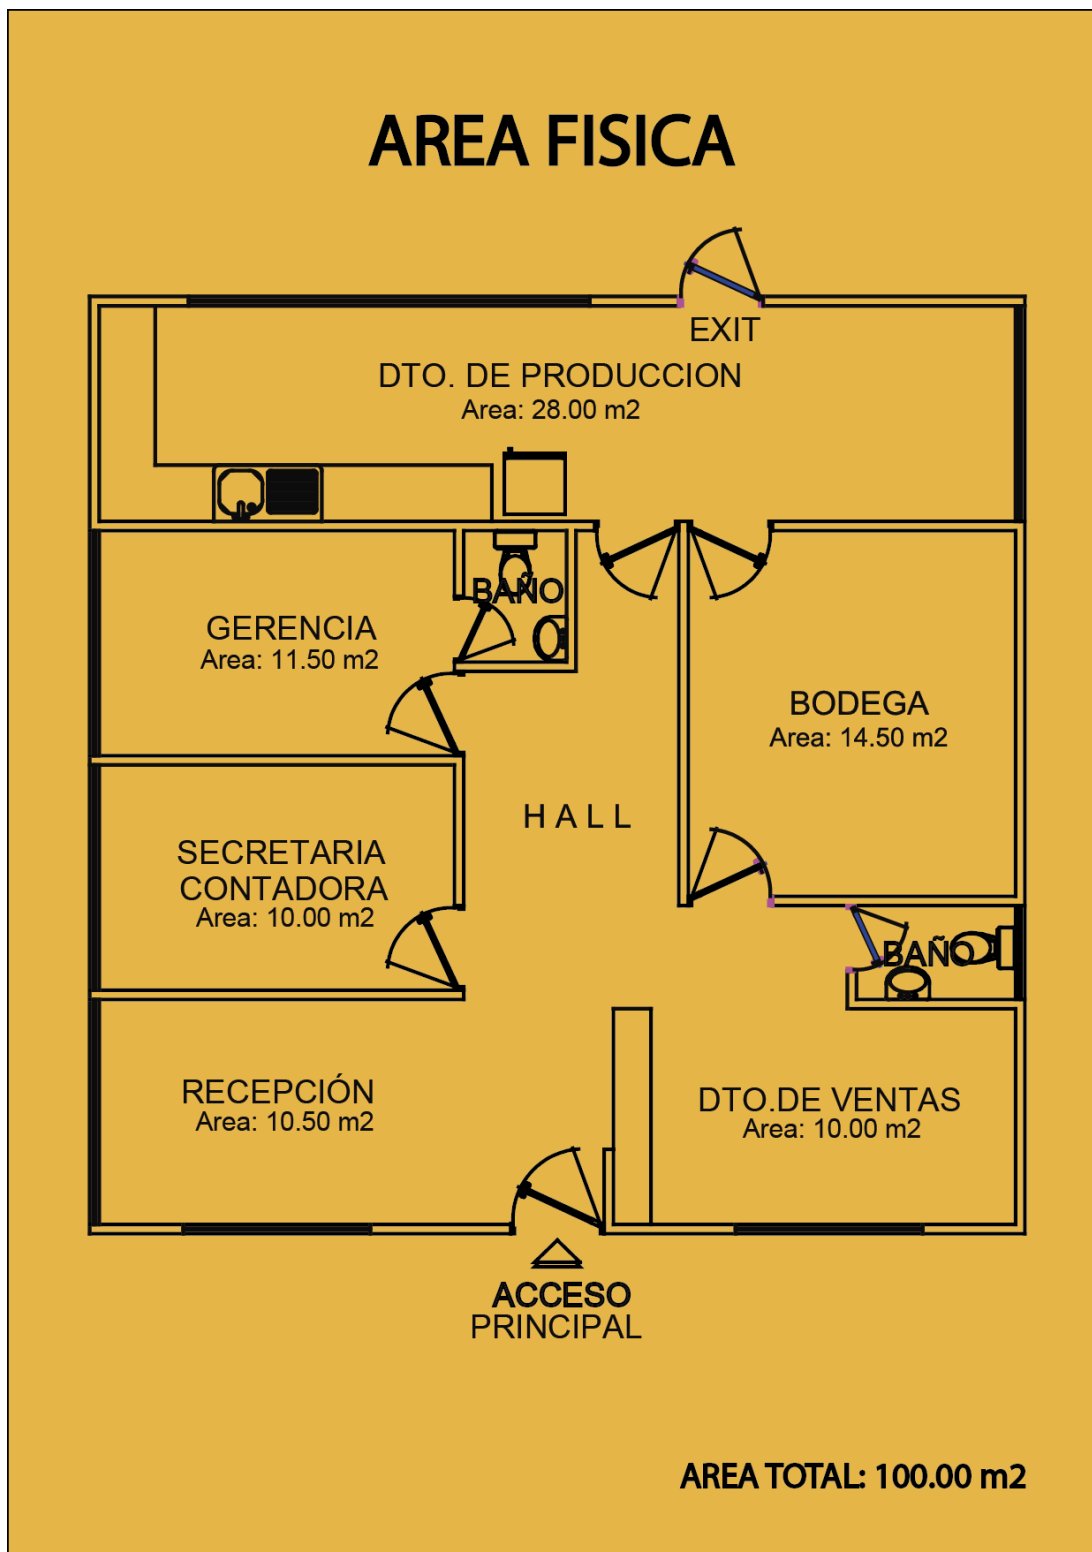 AREA FISICA
EXIT
DTO. DE PRODUCCION
Area: 28.00 m2
BAÑO
GERENCIA
Area: 11.50 m2
BODEGA
Area: 14.50 m2
HALL
SECRETARIA
CONTADORA
Area: 10.00 m2
BAÑO
RECEPCIÓN
Area: 10.50 m2
DTO.DE VENTAS
Area: 10.00 m2
ACCESO
PRINCIPAL
AREA TOTAL: 100.00 m2